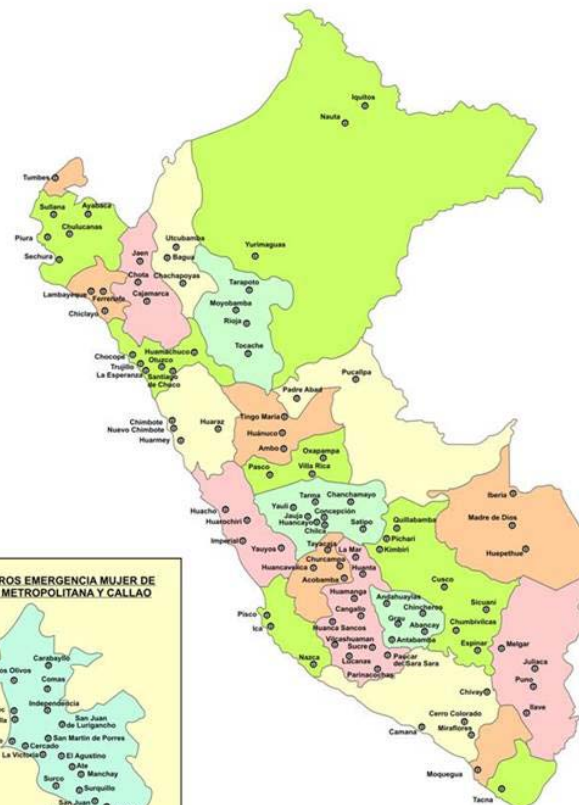 Iquitos
Nauta
Tumbes
Sullana
Ayabaca
Chulucanas
Piura
Sechura
Utcubamba
Jaen
Bagua
Yurimaguas
Chota
Chachapoyas
Lambayeque
Ferreñafe
Cajamarca
Tarapoto
Moyobamba
Chiclayo
Rioja
Tocache
Chocope
Huamachuco
Otuzco
Trujillo
La Esperanza
Santiago
de Chuco
Pucallpa
Padre Abad
Chimbote
Nuevo Chimbote
Huaraz
Tingo María
Huarmey
Huánuco
Ambo
Oxapampa
Pasco
Villa Rica
Iberia
Huacho
Tarma
Chanchamayo
Yauli
Concepción
Jauja
Huarochirí
Huancayo
Satipo
Chilca
Quillabamba
Madre de Dios
Imperial
Yauyos
Pichari
Tayacaja
Kimbiri
La Mar
Huepethue
Churcampa
Huancavelica
Huanta
Acobamba
Cusco
Huamanga
Andahuaylas
Sicuani
Cangallo
Chincheros
Pisco
Huanca Sancos
Grau
Chumbivilcas
Ica
Abancay
Vilcashuaman
Antabamba
Sucre
Espinar
Melgar
Lucanas
Paucar
del Sara Sara
Nazca
Parinacochas
Juliaca
Puno
Chivay
Ilave
Cerro Colorado
Camana
Miraflores
Moquegua
Tacna
ROS EMERGENCIA MUJER DE
METROPOLITANA Y CALLAO
Carabayllo
os Olivos
Comas
Independencia
San Juan
de Lurigancho
San Martin de Porres
Cercado
La Victoria
El Agustino
Ate
Manchay
Surco
Surquillo
San Juan